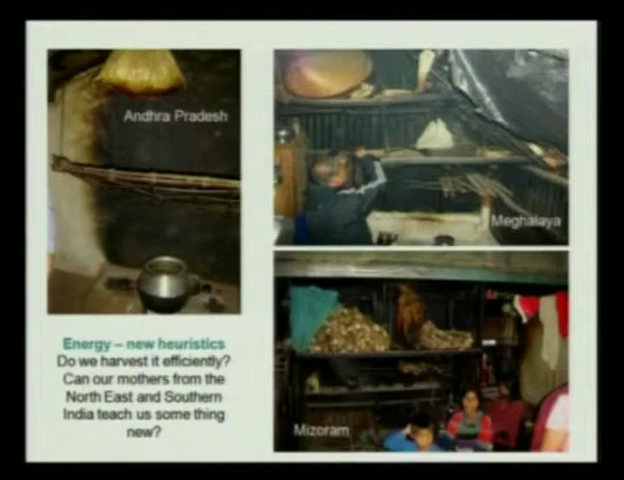 Andhra Pradesh
Meghalaya
Energy – new heuristics
Do we harvest it efficiently?
Can our mothers from the
North East and Southern
India teach us some thing
new?
Mizoram